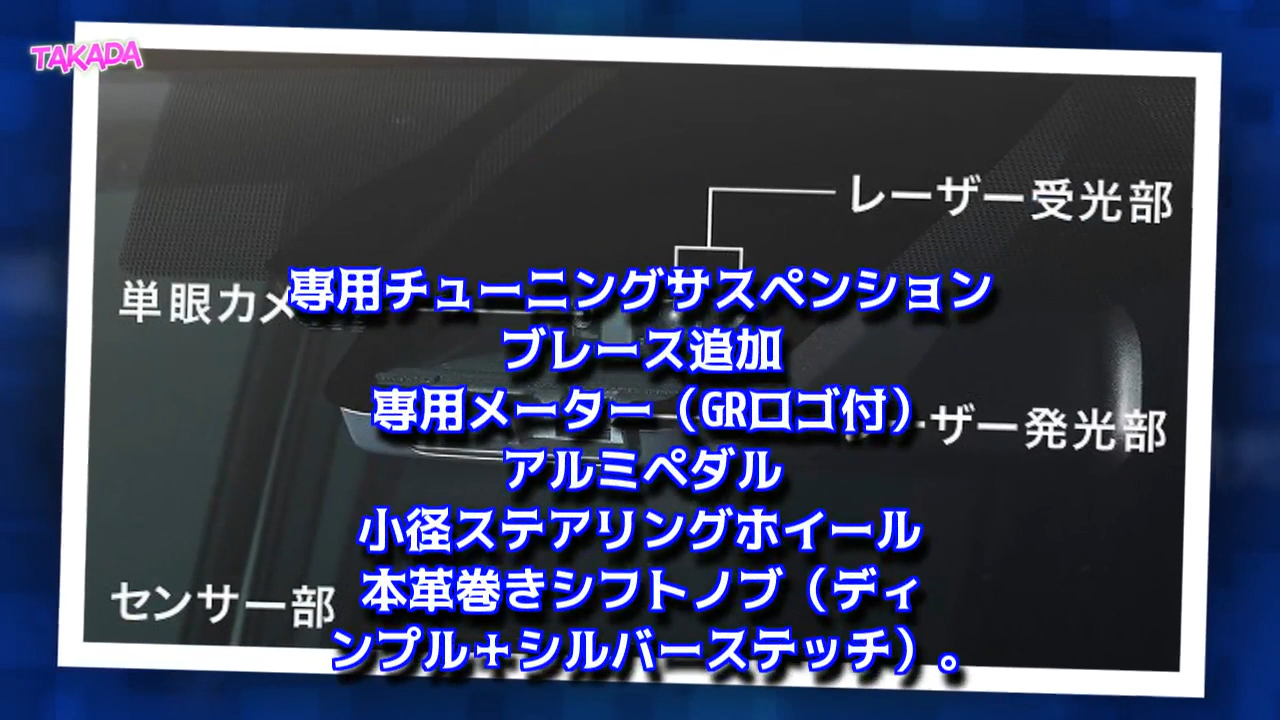 TAKADA
レーザー受光部
専用チューニングサスペンション
単眼カメ
ブレース追加
専用メーター（GRロゴ付）
ーザー発光部
アルミペダル
小径ステアリングホイール
本革巻きシフトノブ（ディ
センサー部
ンプル＋シルバーステッチ）。